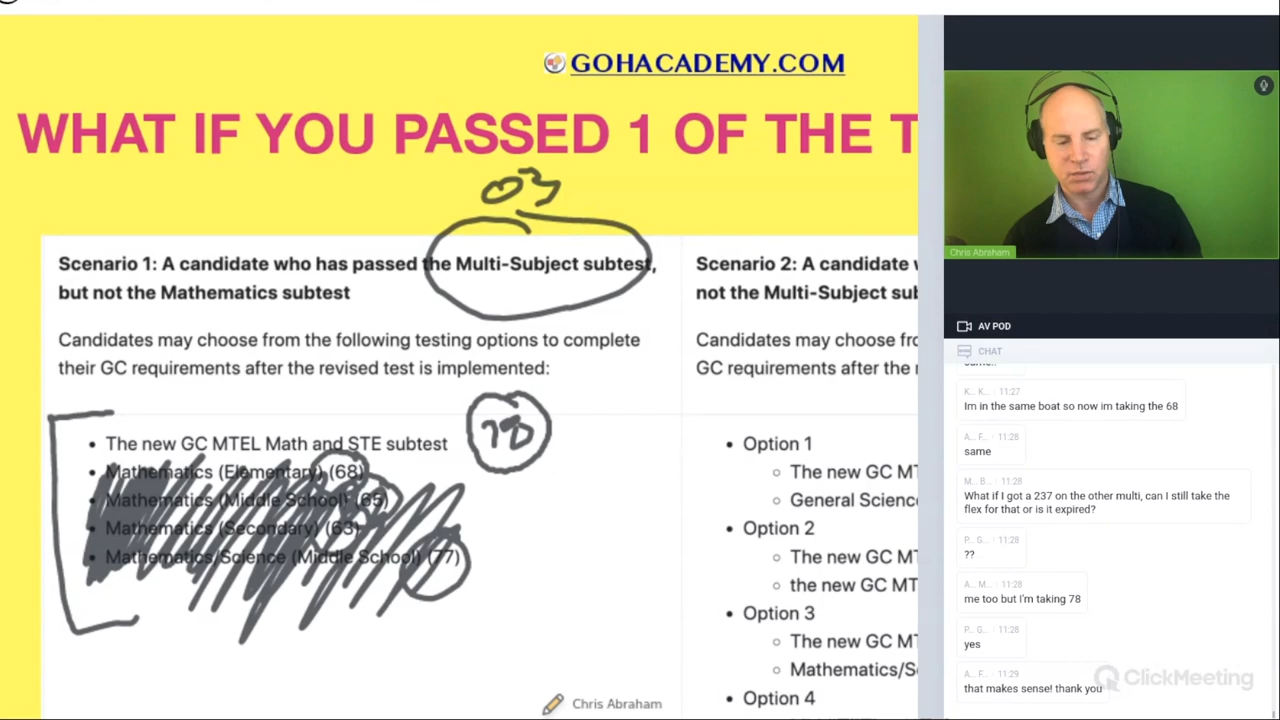 GOHACADEMY.COM
WHAT IF YOU PASSED 1 OF THE T
03
Scenario 1: A candidate who has passed the Multi-Subject subtest,
but not the Mathematics subtest
Candidates may choose from the following testing options to complete
their GC requirements after the revised test is implemented:
78
• The new GC MTEL Math and STE subtest
• Mathematics (Elementary) (68)
• Mathematics (Middle School) (65)
• Mathematics (Secondary) (63)
• Mathematics/Science (Middle School) (77)
Scenario 2: A candidate
not the Multi-Subject sub
Candidates may choose fr
GC requirements after the
• Option 1
The new GC MT
General Science
• Option 2
The new GC MT
the new GC MT
• Option 3
The new GC MT
Mathematics/S
• Option 4
Chris Abraham
Chris Abraham
AV POD
CHAT
K... K... 11:27
Im in the same boat so now im taking the 68
A... F... 11:28
same
M... B... 11:28
What if I got a 237 on the other multi, can I still take the
flex for that or is it expired?
P... G... 11:28
??
A... M... 11:28
me too but I'm taking 78
P... G... 11:28
yes
A... F... 11:29
that makes sense! thank you
ClickMeeting